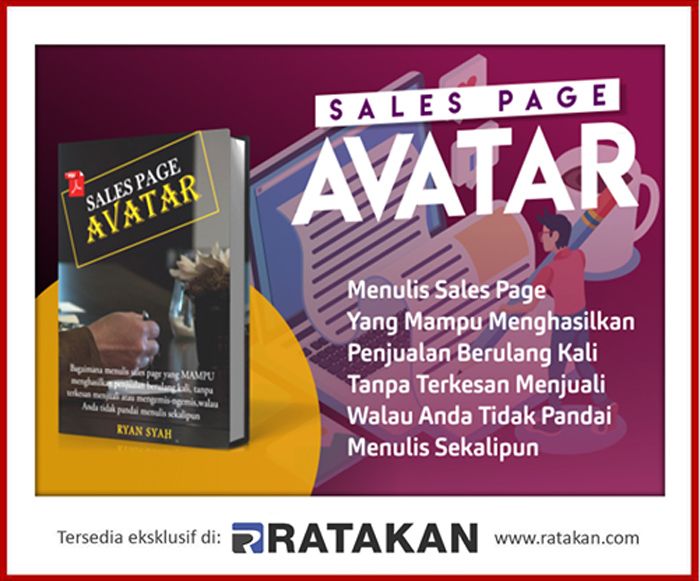 SALES PAGE
AVATAR
PDF
SALES PAGE
AVATAR
Bagaimana menulis sales page yang MAMPU
menghasilkan penjualan berulang kali, tanpa
terkesan menjuali atau mengemis-ngemis,walau
Anda tidak pandai menulis sekalipun
RYAN SYAH
Menulis Sales Page
Yang Mampu Menghasilkan
Penjualan Berulang Kali
Tanpa Terkesan Menjuali
Walau Anda Tidak Pandai
Menulis Sekalipun
Tersedia eksklusif di: RATAKAN www.ratakan.com